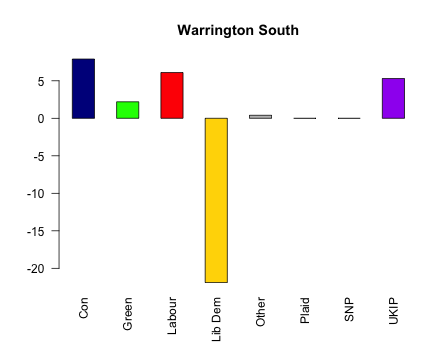 Warrington South
5
0
-5
-10
-15
-20
Con
Green
Labour
Lib Dem
Other
Plaid
SNP
UKIP